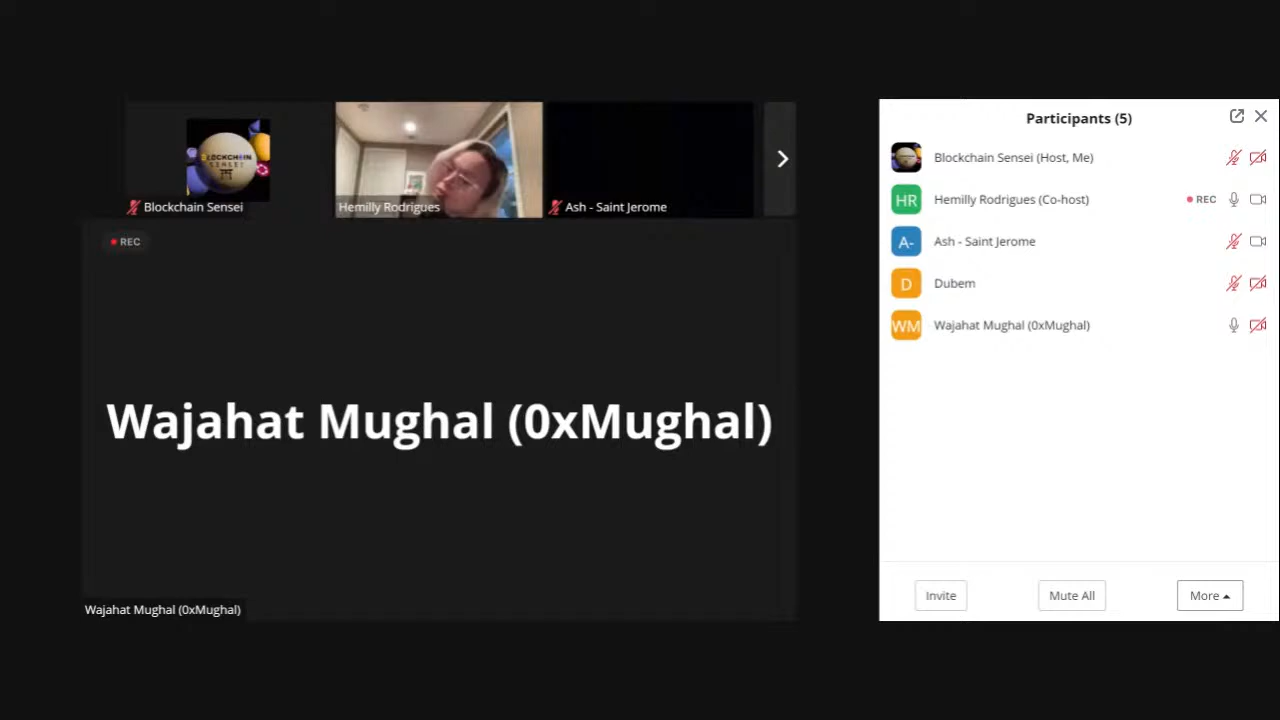 BLOCKCHAIN
SENSEI
Blockchain Sensei
Hemilly Rodrigues
Ash - Saint Jerome
REC
Wajahat Mughal (0xMughal)
Wajahat Mughal (0xMughal)
Participants (5)
Blockchain Sensei (Host, Me)
HR Hemilly Rodrigues (Co-host) REC
A- Ash - Saint Jerome
D Dubem
WM Wajahat Mughal (0xMughal)
Invite Mute All More